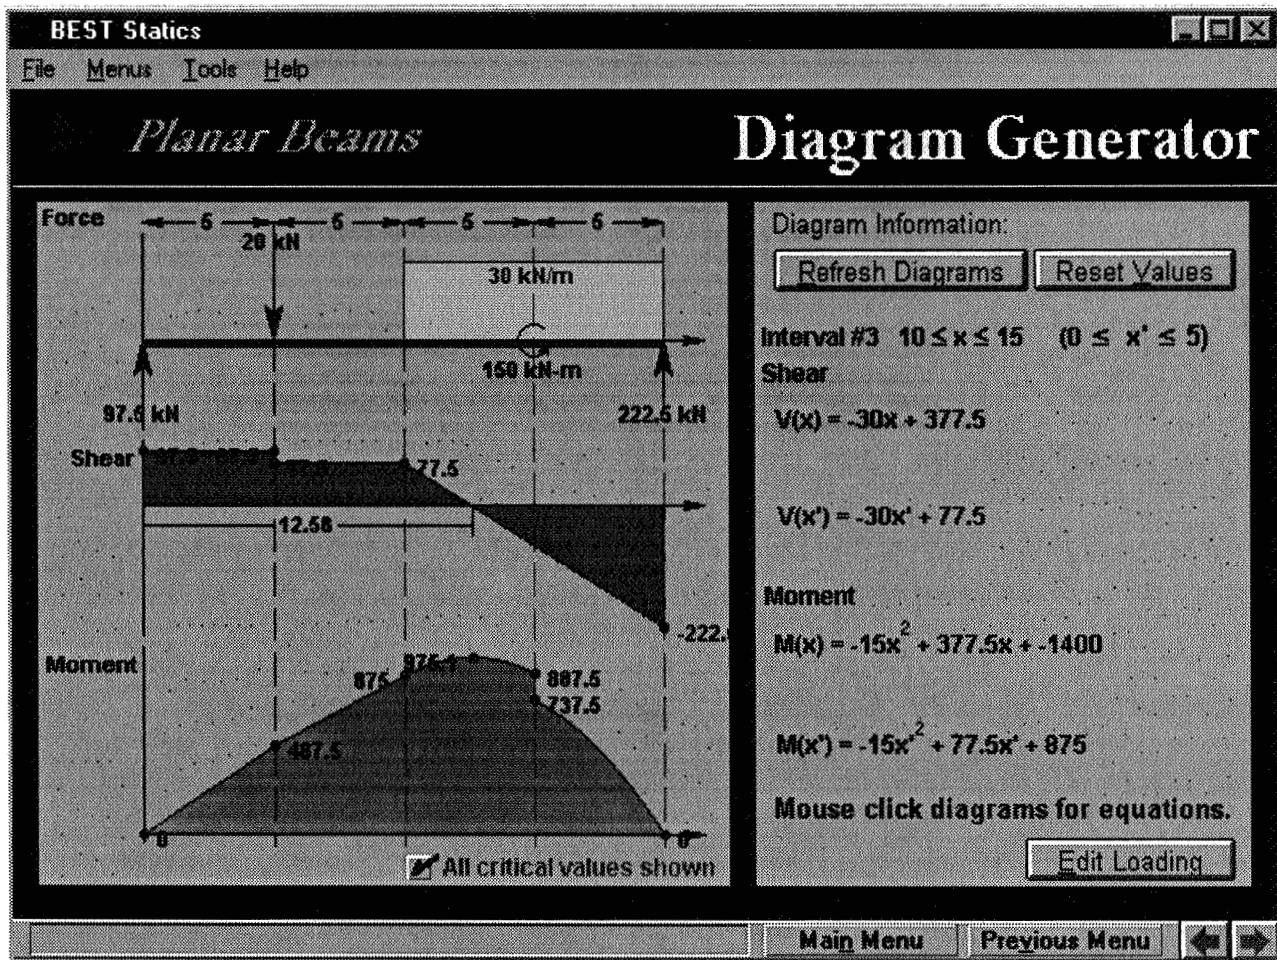 BEST Statics
File Menus Tools Help
Planar Beams
Diagram Generator
Force
5 5 5 5
20 kN
30 kN/m
150 kN-m
97.5 kN
222.5 kN
Shear
77.5
12.58
-222.
Moment
875
975.1
887.5
737.5
487.5
0
0
All critical values shown
Diagram Information:
Refresh Diagrams
Reset Values
Interval #3 10 ≤ x ≤ 15 (0 ≤ x' ≤ 5)
Shear
V(x) = -30x + 377.5
V(x') = -30x' + 77.5
Moment
M(x) = -15x² + 377.5x + -1400
M(x') = -15x'² + 77.5x' + 875
Mouse click diagrams for equations.
Edit Loading
Main Menu
Previous Menu